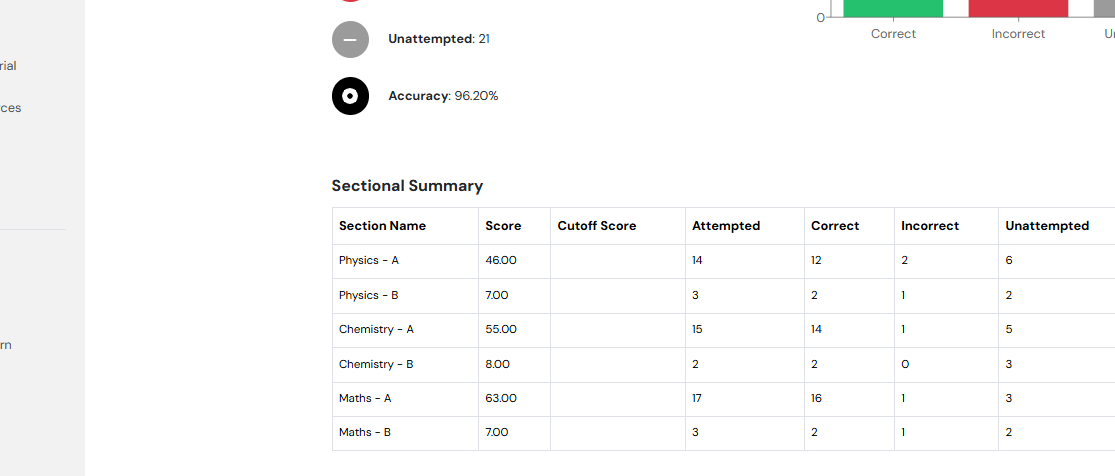 0
Correct Incorrect
Unattempted: 21
Accuracy: 96.20%
Sectional Summary
Section Name Score Cutoff Score Attempted Correct Incorrect Unattempted
Physics - A 46.00 14 12 2 6
Physics - B 7.00 3 2 1 2
Chemistry - A 55.00 15 14 1 5
Chemistry - B 8.00 2 2 0 3
Maths - A 63.00 17 16 1 3
Maths - B 7.00 3 2 1 2